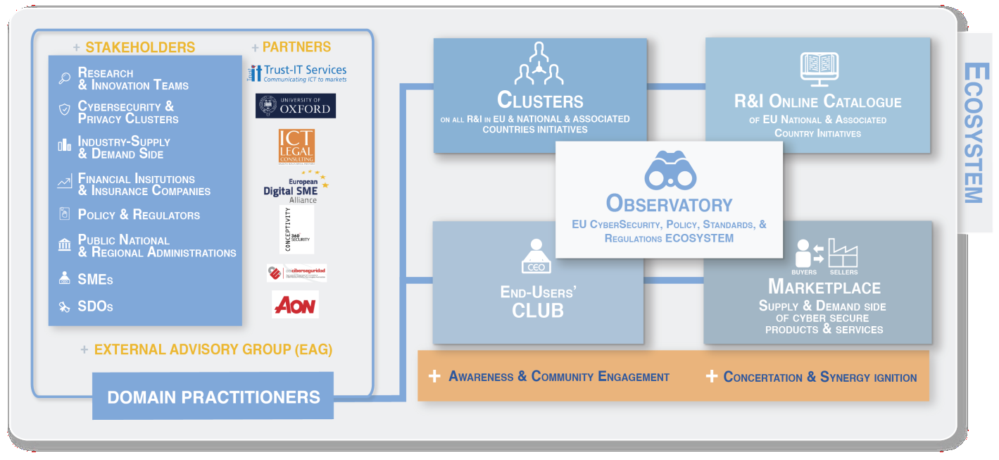 + STAKEHOLDERS
RESEARCH
& INNOVATION TEAMS
CYBERSECURITY &
PRIVACY CLUSTERS
INDUSTRY-SUPPLY
& DEMAND SIDE
FINANCIAL INSITUTIONS
& INSURANCE COMPANIES
POLICY & REGULATORS
PUBLIC NATIONAL
& REGIONAL ADMINISTRATIONS
SMES
SDOS
+ PARTNERS
Trust it Trust-IT Services
Communicating ICT to markets
UNIVERSITY OF
OXFORD
ICT
LEGAL
CONSULTING
European
Digital SME
Alliance
CONCEPTIVITY
360°
SECURITY
ciberseguridad
AON
+ EXTERNAL ADVISORY GROUP (EAG)
DOMAIN PRACTITIONERS
CLUSTERS
ON ALL R&I IN EU & NATIONAL & ASSOCIATED
COUNTRIES INITIATIVES
R&I ONLINE CATALOGUE
OF EU NATIONAL & ASSOCIATED
COUNTRY INITIATIVES
OBSERVATORY
EU CYBERSECURITY, POLICY, STANDARDS, &
REGULATIONS ECOSYSTEM
CEO
END-USERS'
CLUB
BUYERS SELLERS
MARKETPLACE
SUPPLY & DEMAND SIDE
OF CYBER SECURE
PRODUCTS & SERVICES
+ AWARENESS & COMMUNITY ENGAGEMENT
+ CONCERTATION & SYNERGY IGNITION
ECOSYSTEM